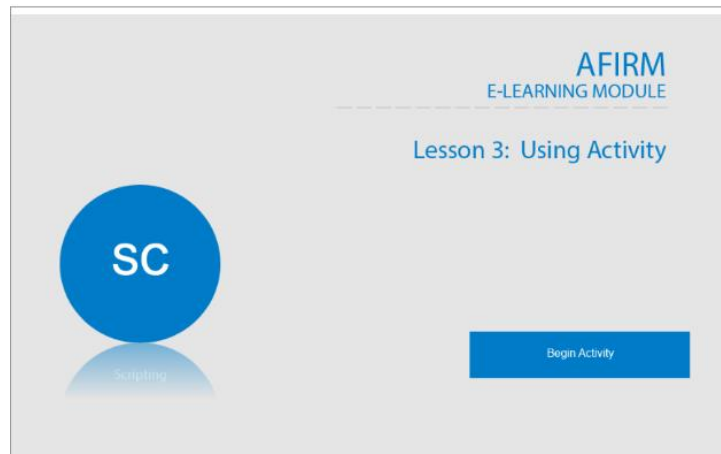 AFIRM
E-LEARNING MODULE
Lesson 3: Using Activity
SC
Scripting
Begin Activity